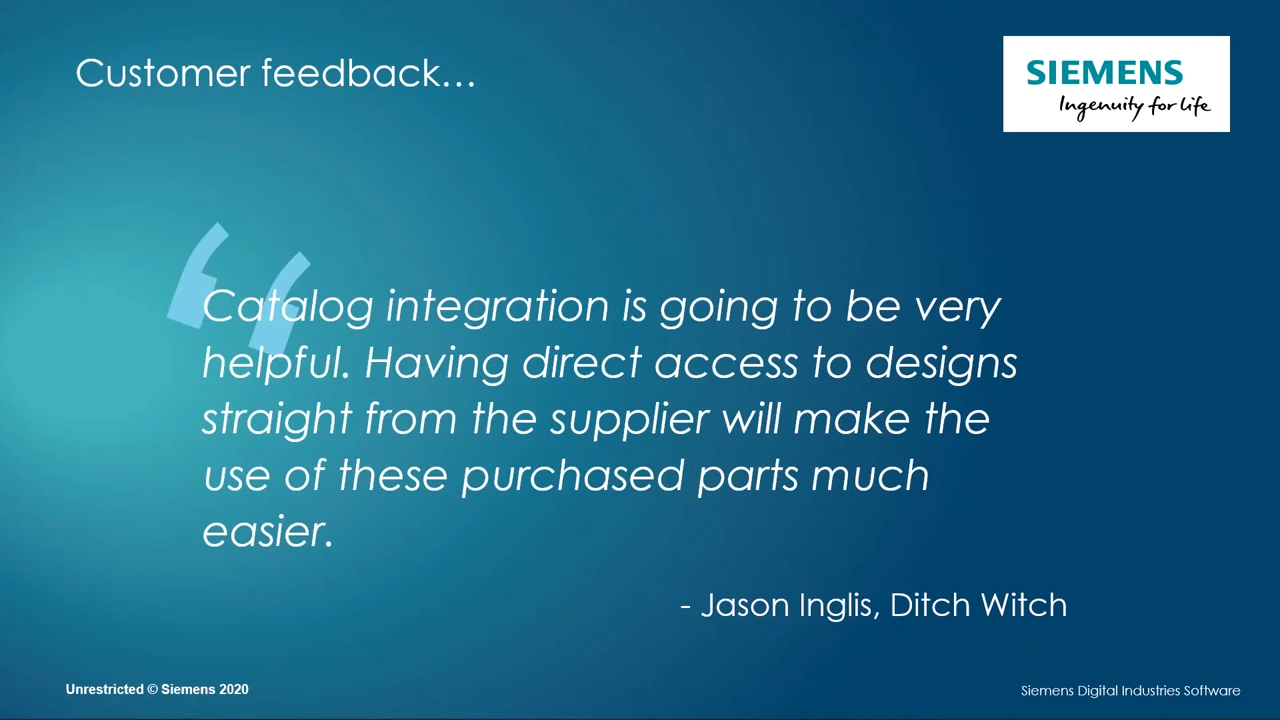 Customer feedback...
SIEMENS
Ingenuity for life
“
Catalog integration is going to be very
helpful. Having direct access to designs
straight from the supplier will make the
use of these purchased parts much
easier.
- Jason Inglis, Ditch Witch
Unrestricted © Siemens 2020
Siemens Digital Industries Software